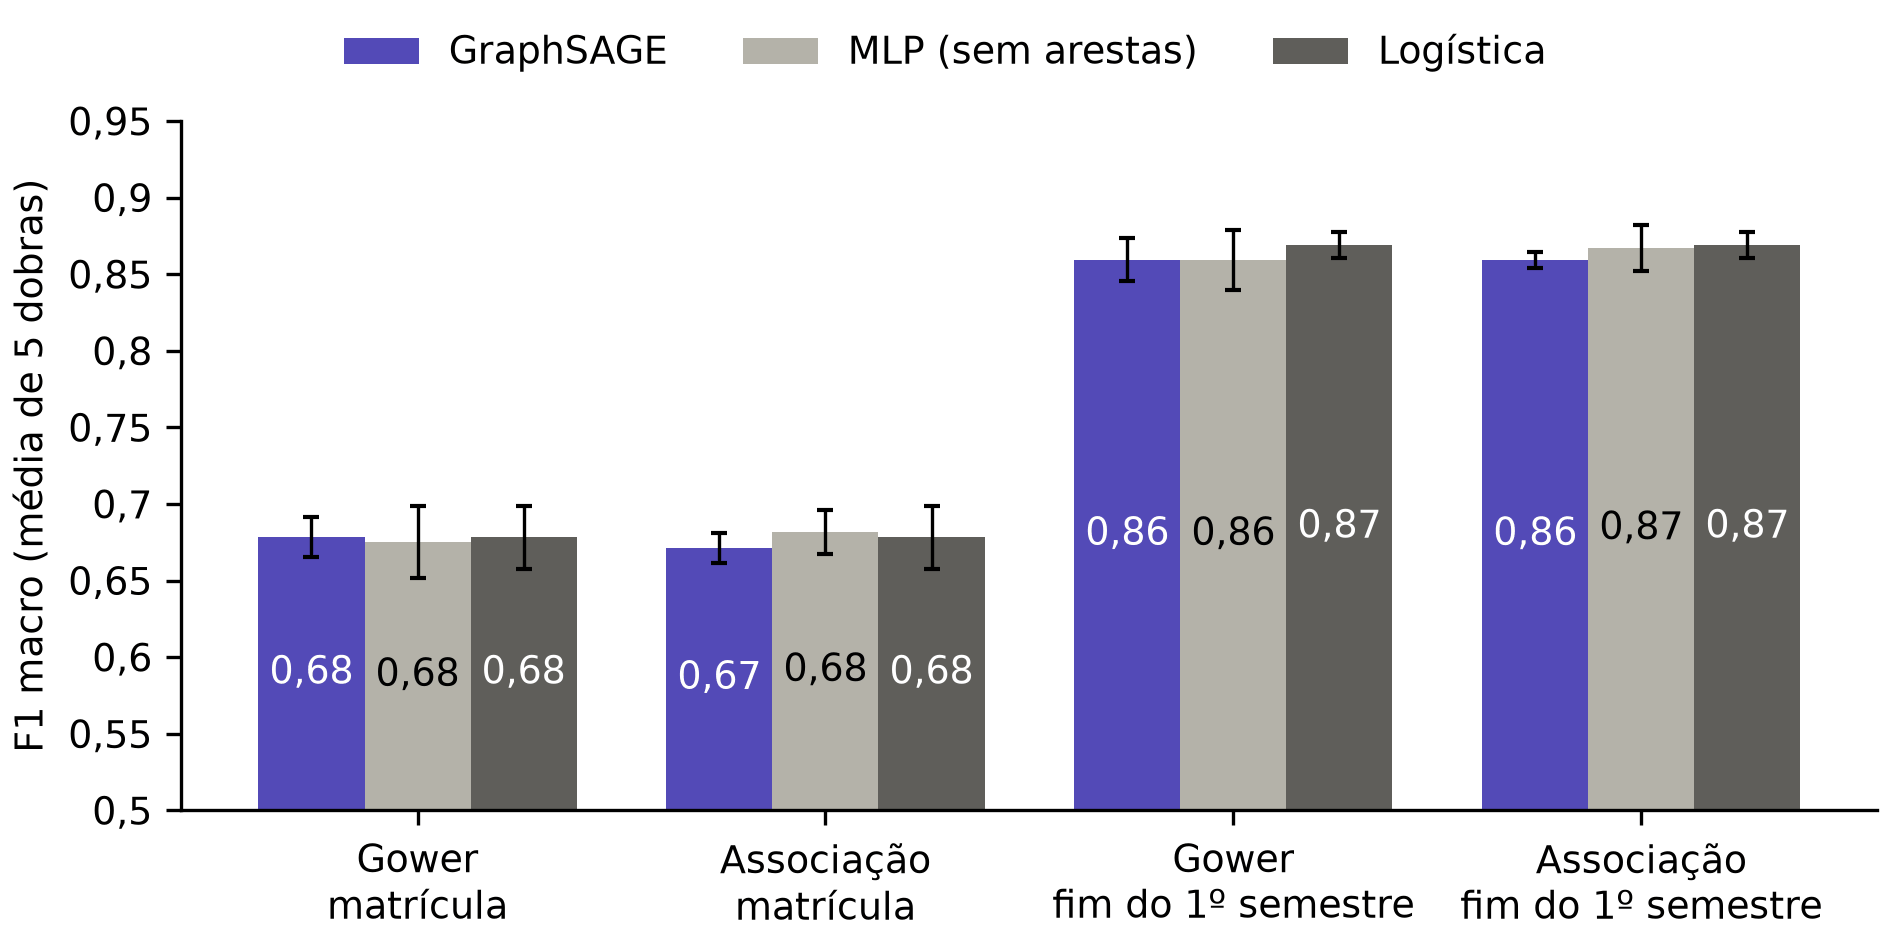 GraphSAGE
MLP (sem arestas)
Logística
F1 macro (média de 5 dobras)
0,95
0,9
0,85
0,8
0,75
0,7
0,65
0,6
0,55
0,5
0,68
0,68
0,68
0,67
0,68
0,68
0,86
0,86
0,87
0,86
0,87
0,87
Gower
matrícula
Associação
matrícula
Gower
fim do 1º semestre
Associação
fim do 1º semestre